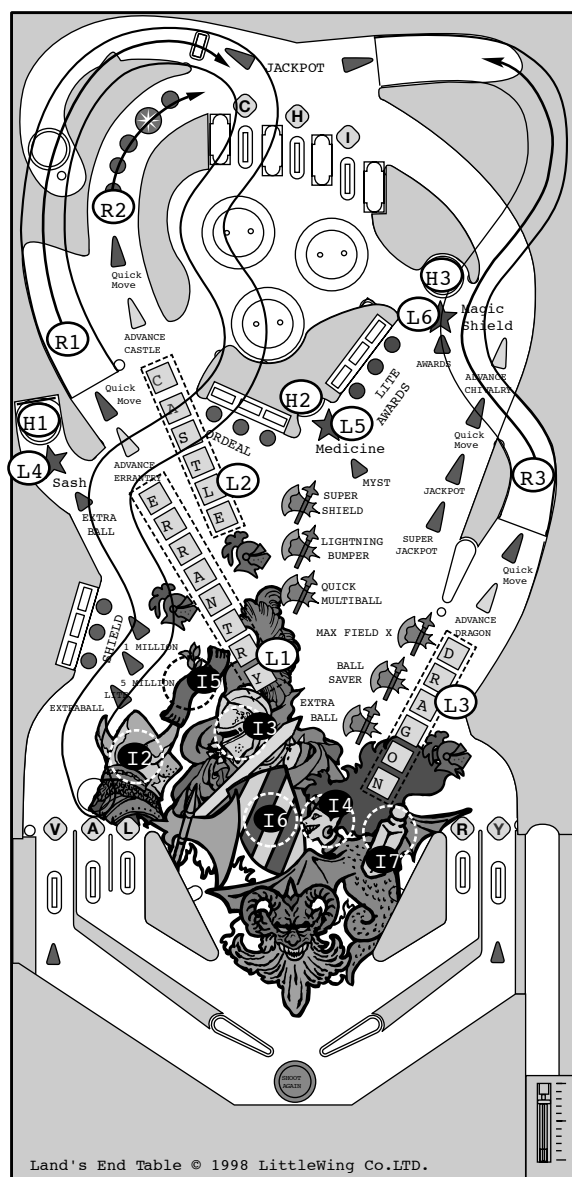 JACKPOT
C
H
I
R2
Quick
Move
H3
L6
Magic
Shield
R1
ADVANCE
CASTLE
AWARDS
ADVANCE
CHIVALRY
LITE
AWARDS
Quick
Move
CASTLE
H2
H1
ORDEAL
L5
Medicine
Quick
Move
L4
Sash
ADVANCE
ERRANTRY
L2
MYST
R3
EXTRA
BALL
ERRANTRY
SUPER
SHIELD
JACKPOT
LIGHTNING
BUMPER
SUPER
JACKPOT
QUICK
MULTIBALL
Quick
Move
SHIELD
1 MILLION
MAX FIELD X
ADVANCE
DRAGON
DRAGON
L1
BALL
SAVER
5 MILLION
LITE
EXTRABALL
I5
L3
EXTRA
BALL
I3
I2
I4
I6
I7
V
A
L
R
Y
SHOOT
AGAIN
Land's End Table © 1998 LittleWing Co.LTD.